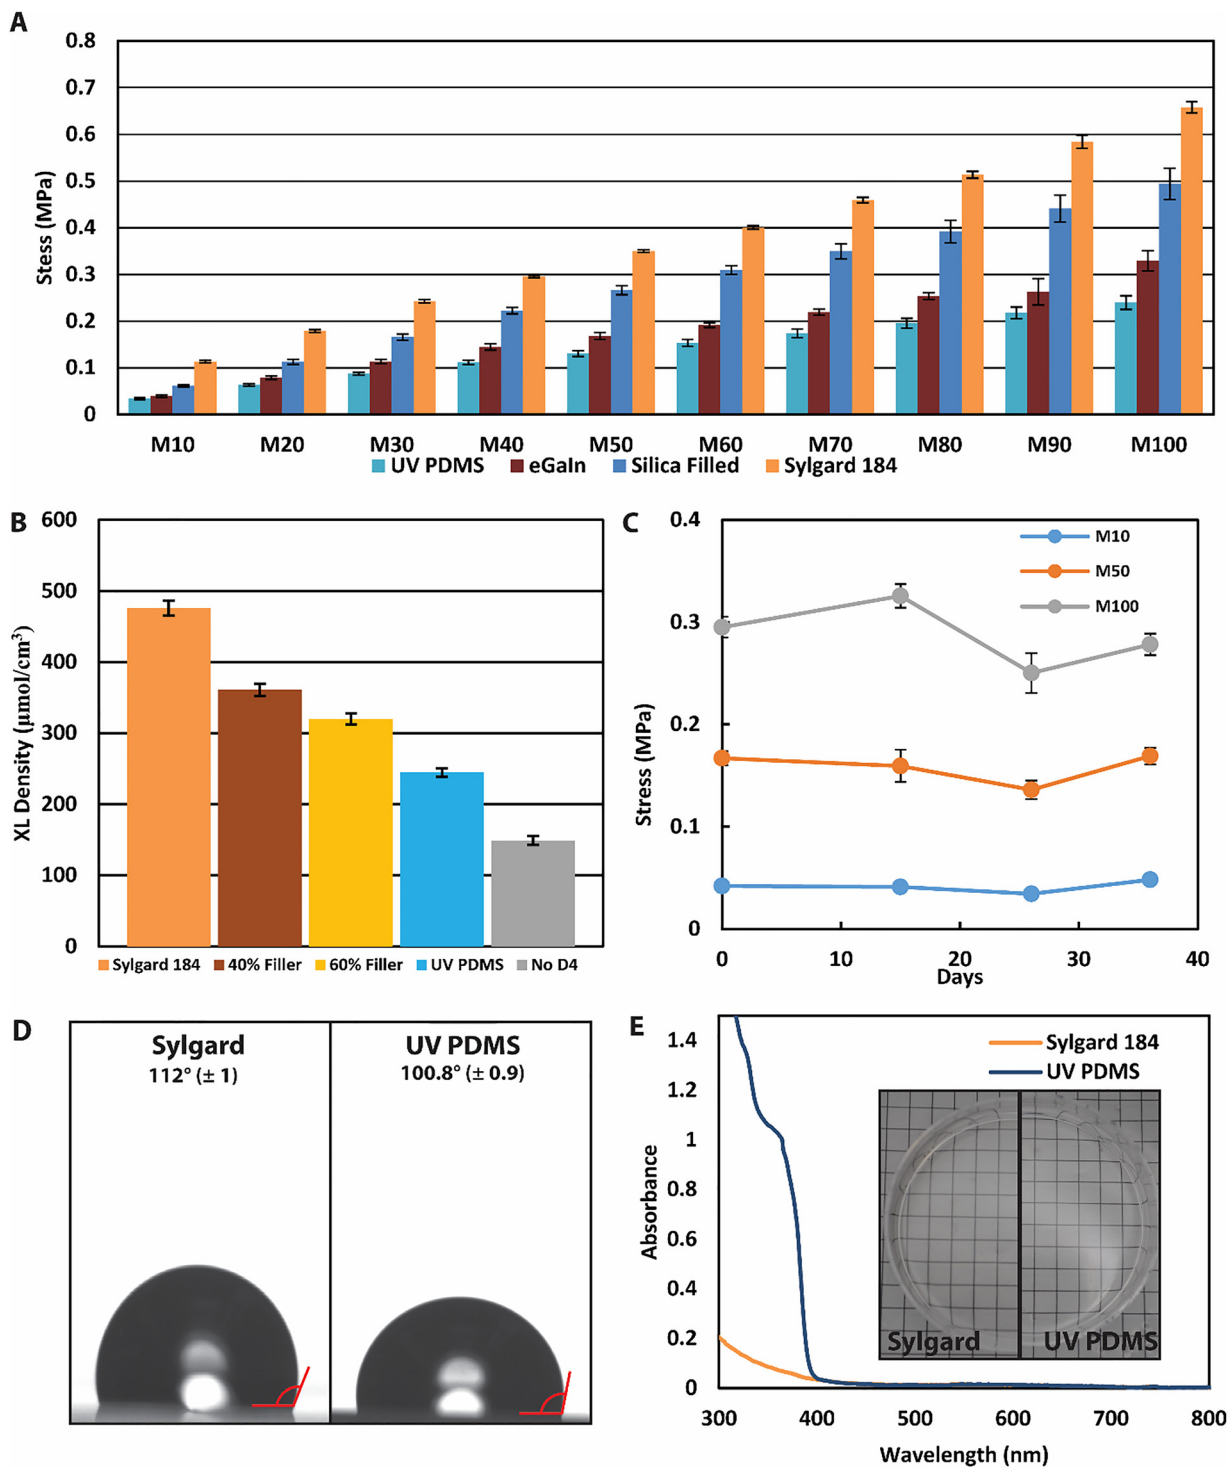 A
0.8
0.7
0.6
0.5
0.4
0.3
0.2
0.1
0
Stess (MPa)
M10 M20 M30 M40 M50 M60 M70 M80 M90 M100
UV PDMS eGaIn Silica Filled Sylgard 184
B
600
500
400
300
200
100
0
XL Density (µmol/cm³)
Sylgard 184 40% Filler 60% Filler UV PDMS No D4
C
0.4
0.3
0.2
0.1
0
Stress (MPa)
M10
M50
M100
0 10 20 30 40
Days
D
Sylgard
112° (± 1)
UV PDMS
100.8° (± 0.9)
E
1.4
1.2
1
0.8
0.6
0.4
0.2
0
Absorbance
Sylgard 184
UV PDMS
Sylgard
UV PDMS
300 400 500 600 700 800
Wavelength (nm)